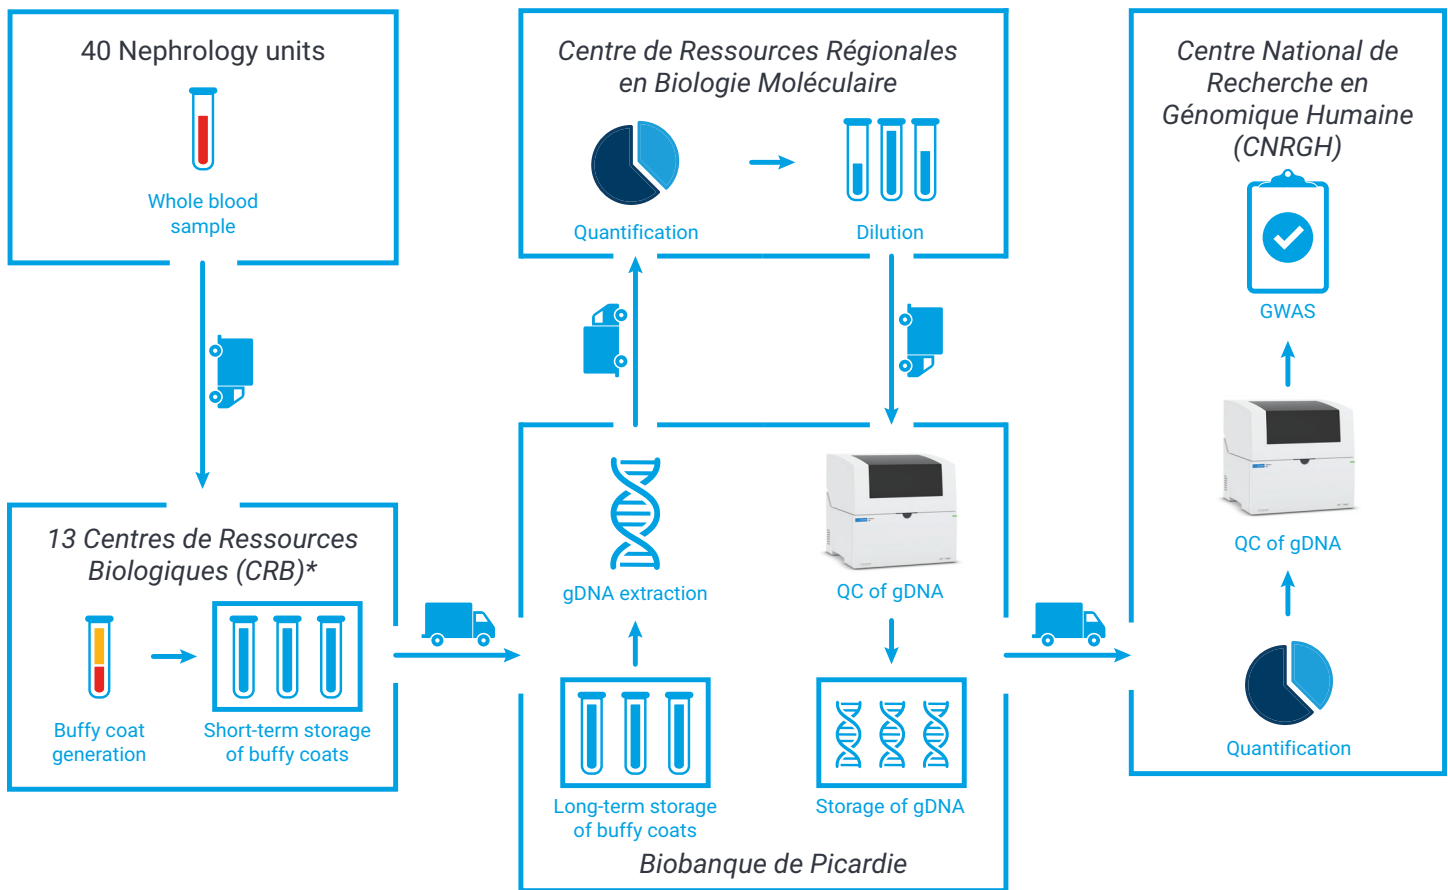 40 Nephrology units
Whole blood
sample
13 Centres de Ressources
Biologiques (CRB)*
Buffy coat
generation
Short-term storage
of buffy coats
Centre de Ressources Régionales
en Biologie Moléculaire
Quantification
Dilution
gDNA extraction
QC of gDNA
Long-term storage
of buffy coats
Storage of gDNA
Biobanque de Picardie
Centre National de
Recherche en
Génomique Humaine
(CNRGH)
GWAS
QC of gDNA
Quantification